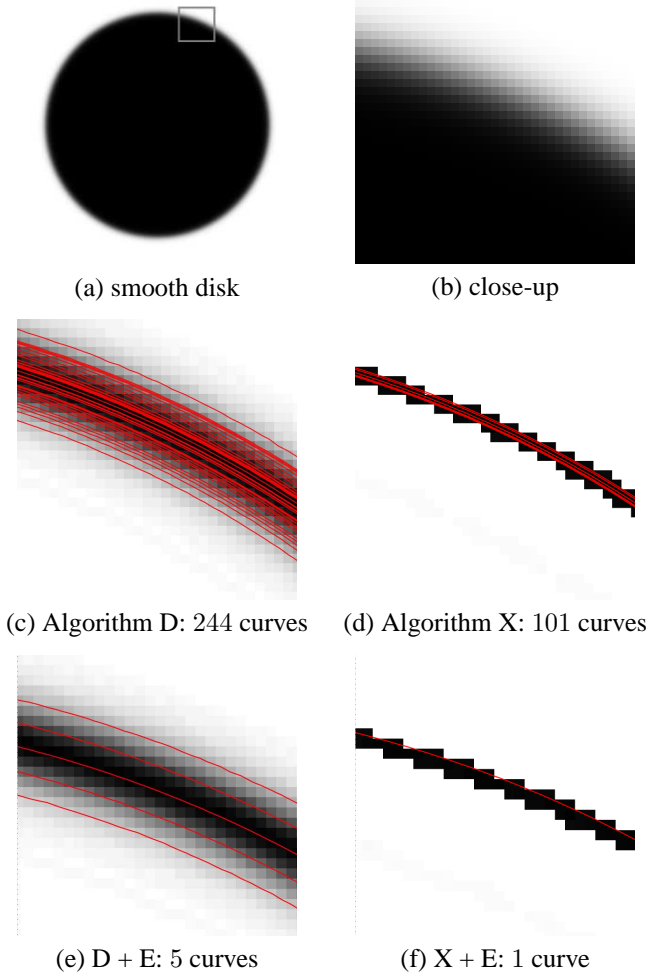 (a) smooth disk
(b) close-up
(c) Algorithm D: 244 curves
(d) Algorithm X: 101 curves
(e) D + E: 5 curves
(f) X + E: 1 curve